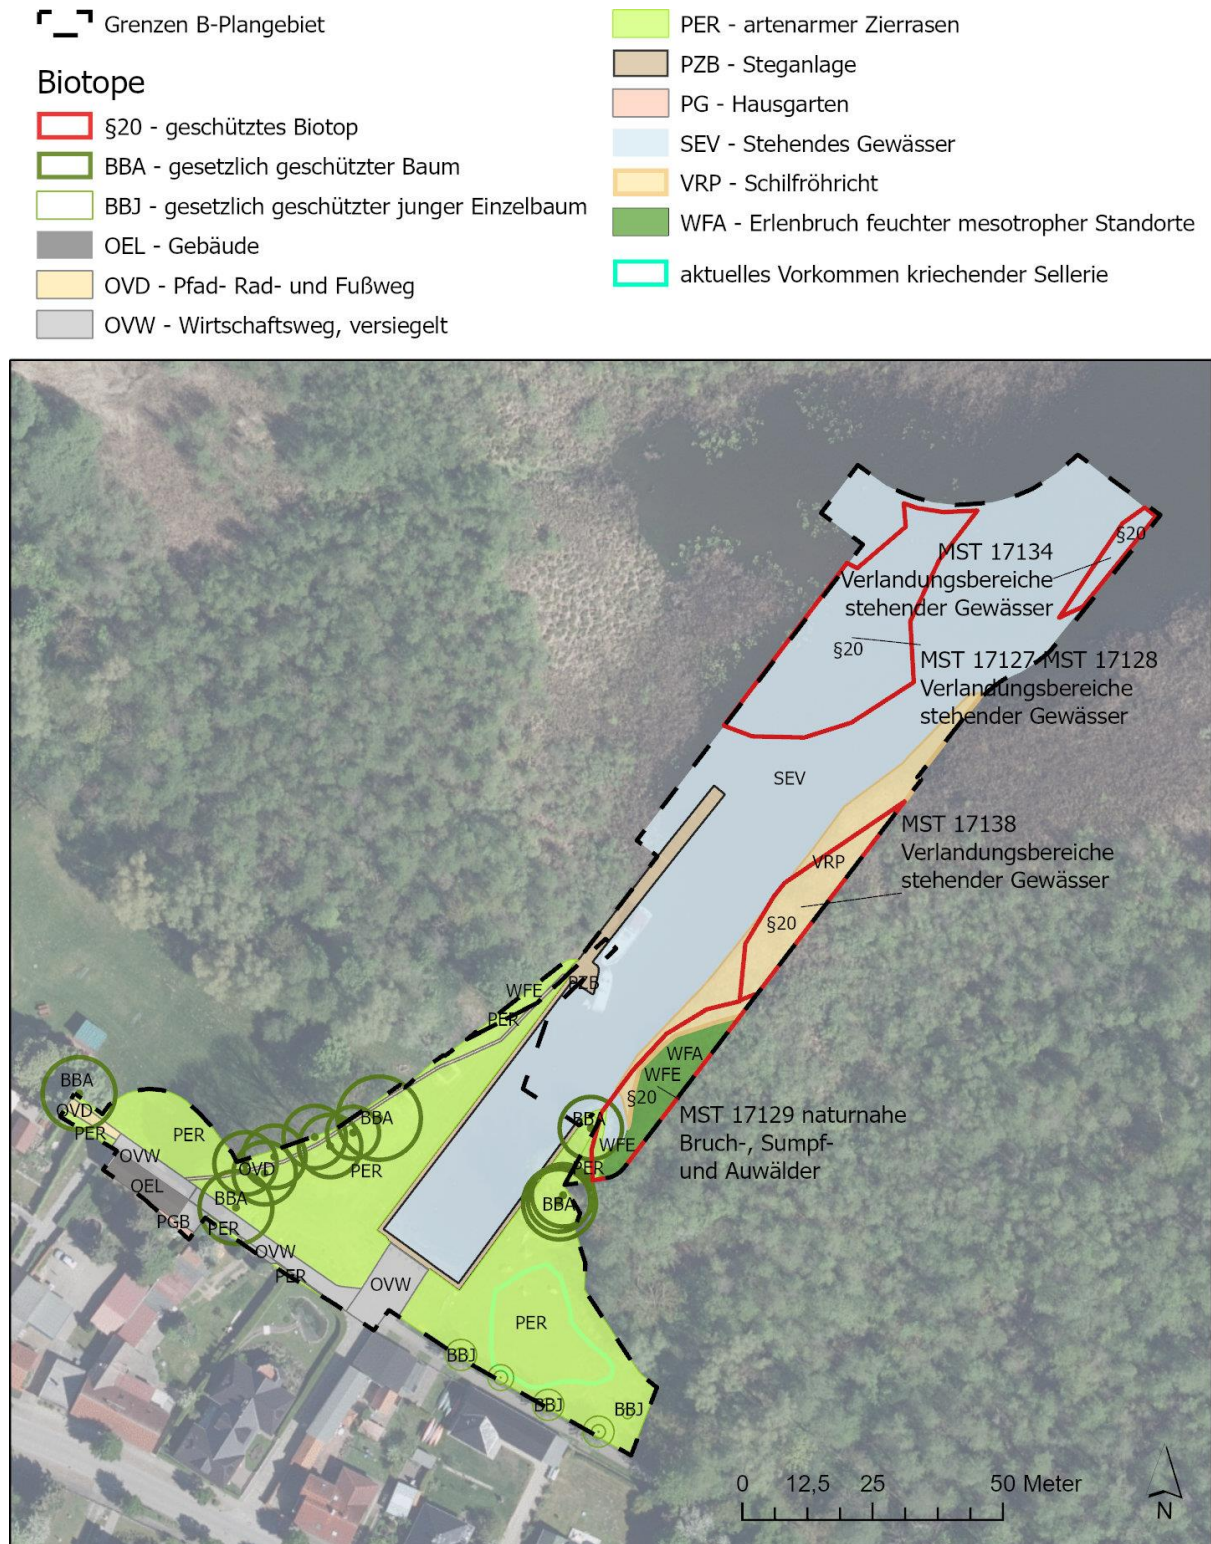 Grenzen B-Plangebiet
Biotope
§20 - geschütztes Biotop
BBA - gesetzlich geschützter Baum
BBJ - gesetzlich geschützter junger Einzelbaum
OEL - Gebäude
OVD - Pfad- Rad- und Fußweg
OVW - Wirtschaftsweg, versiegelt
PER - artenarmer Zierrasen
PZB - Steganlage
PG - Hausgarten
SEV - Stehendes Gewässer
VRP - Schilfröhricht
WFA - Erlenbruch feuchter mesotropher Standorte
aktuelles Vorkommen kriechender Sellerie
§20
MST 17134
Verlandungsbereiche
stehender Gewässer
§20
MST 17127 MST 17128
Verlandungsbereiche
stehender Gewässer
SEV
MST 17138
Verlandungsbereiche
stehender Gewässer
VRP
§20
PZB
WFE
PER
WFA
WFE
§20
MST 17129 naturnahe
Bruch-, Sumpf-
und Auwälder
BBA
OVD
PER
PER
BBA
BBA
WFE
OVW
OVD
PER
PER
OEL
BBA
BBA
PGB
PER
OVW
PER
OVW
PER
BBJ
BBJ
BBJ
0 12,5 25 50 Meter
N